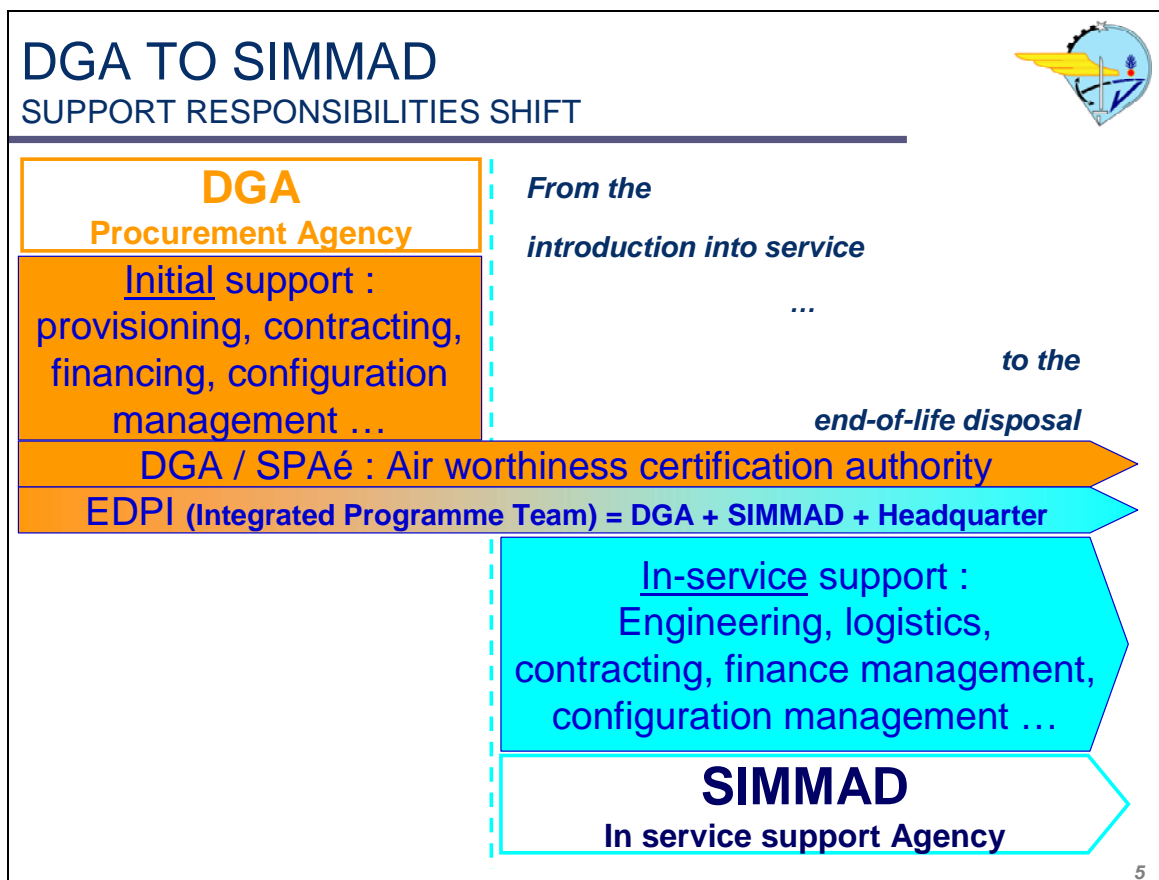 DGA TO SIMMAD
SUPPORT RESPONSIBILITIES SHIFT
DGA
Procurement Agency
Initial support :
provisioning, contracting,
financing, configuration
management …
From the
introduction into service
…
to the
end-of-life disposal
DGA / SPAé : Air worthiness certification authority
EDPI (Integrated Programme Team) = DGA + SIMMAD + Headquarter
In-service support :
Engineering, logistics,
contracting, finance management,
configuration management …
SIMMAD
In service support Agency
5